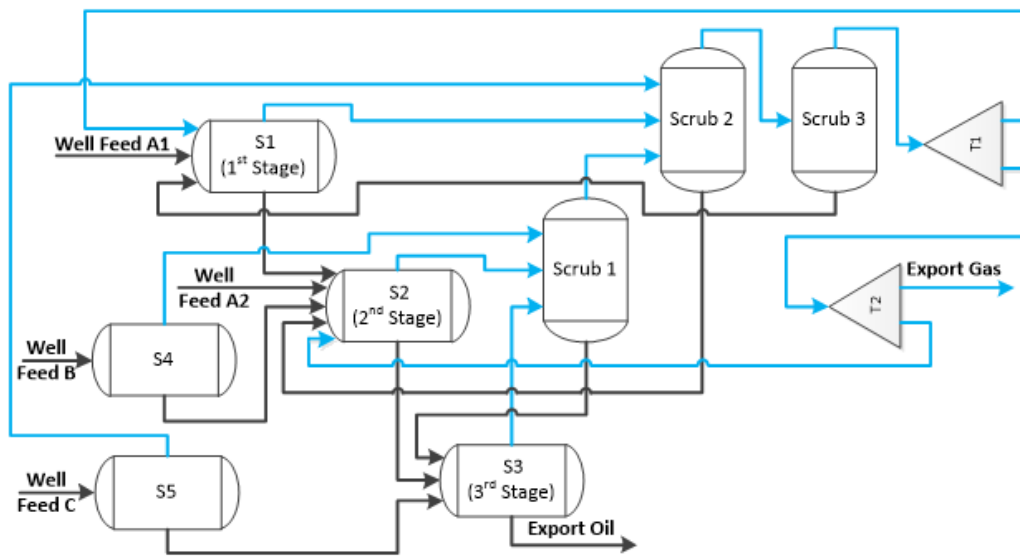 Well Feed A1
S1
(1st Stage)
Scrub 2
Scrub 3
T1
Well
Feed A2
S2
(2nd Stage)
Scrub 1
Export Gas
T2
Well
Feed B
S4
Well
Feed C
S5
S3
(3rd Stage)
Export Oil